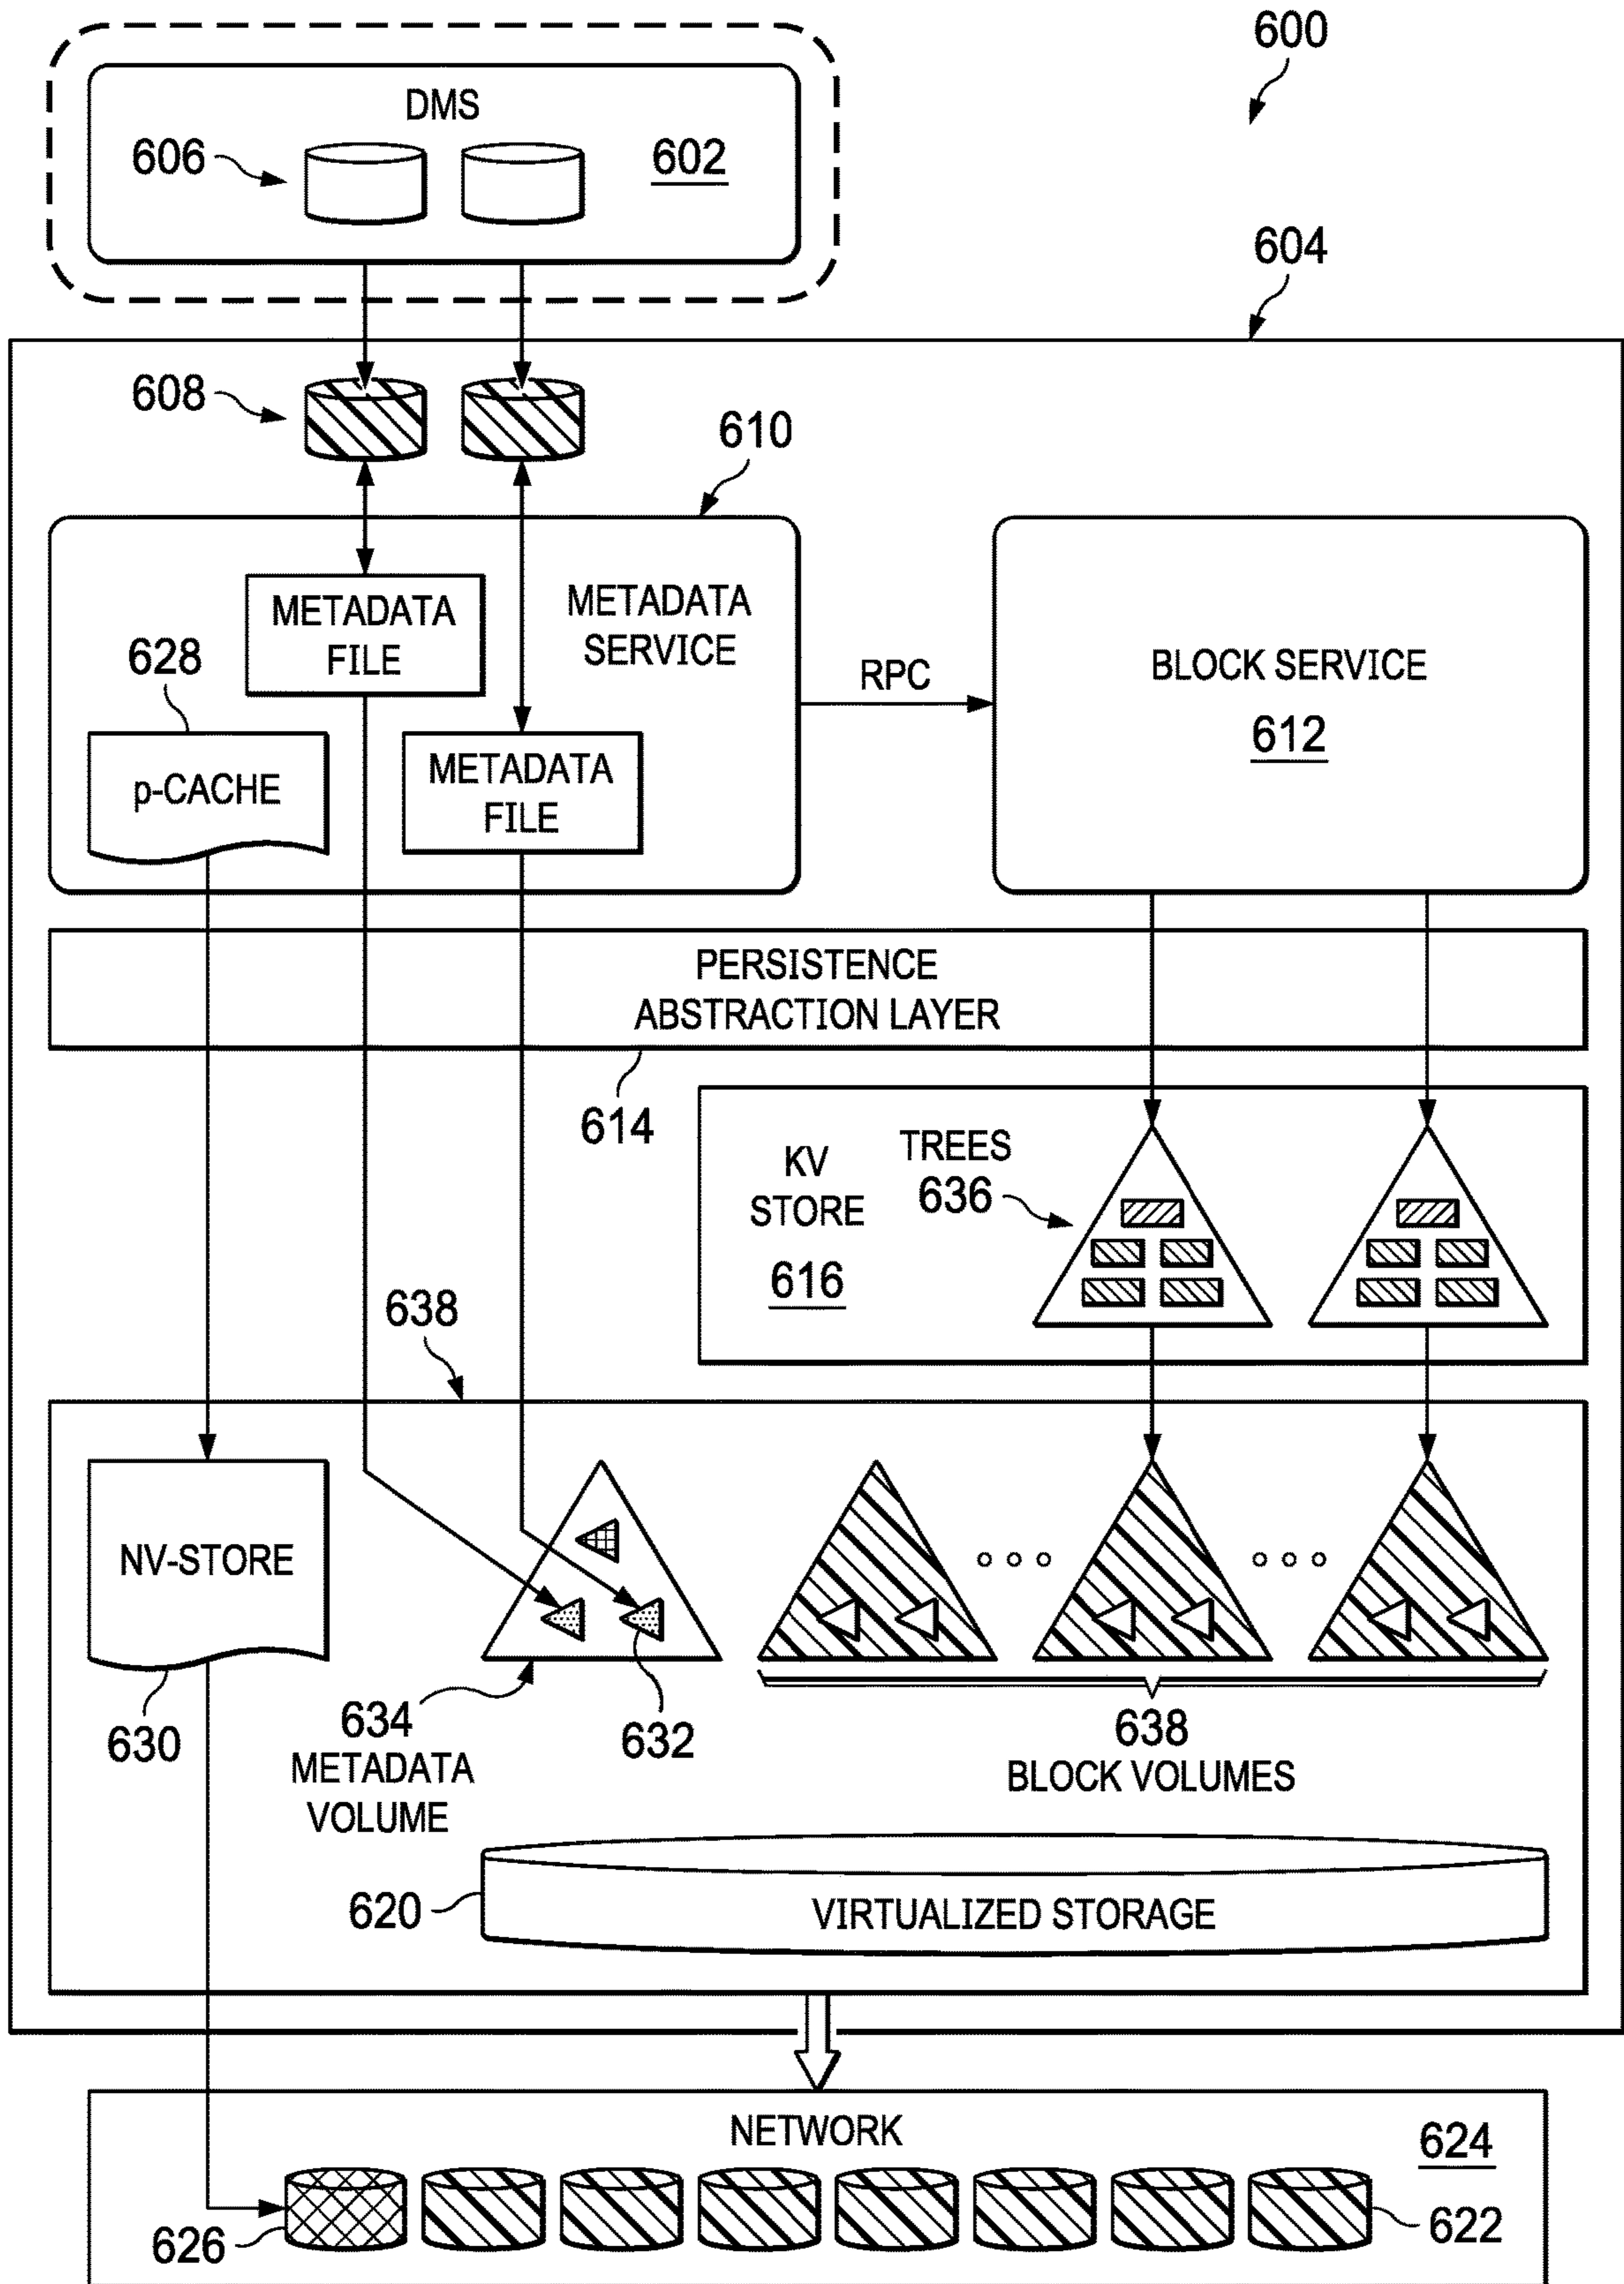 600
DMS
606
602
604
608
610
METADATA
FILE
METADATA
SERVICE
628
RPC
BLOCK SERVICE
612
p-CACHE
METADATA
FILE
PERSISTENCE
ABSTRACTION LAYER
614
KV
STORE
616
TREES
636
638
NV-STORE
630
634
METADATA
VOLUME
632
638
BLOCK VOLUMES
620
VIRTUALIZED STORAGE
NETWORK
624
626
622